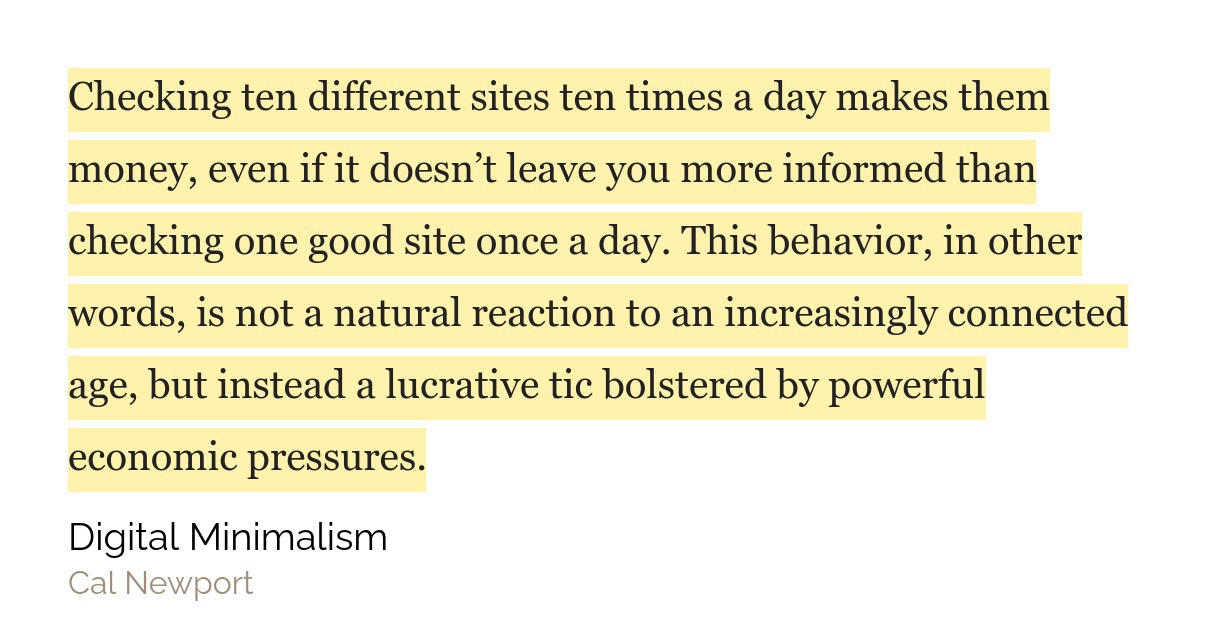 Checking ten different sites ten times a day makes them
money, even if it doesn’t leave you more informed than
checking one good site once a day. This behavior, in other
words, is not a natural reaction to an increasingly connected
age, but instead a lucrative tic bolstered by powerful
economic pressures.
Digital Minimalism
Cal Newport